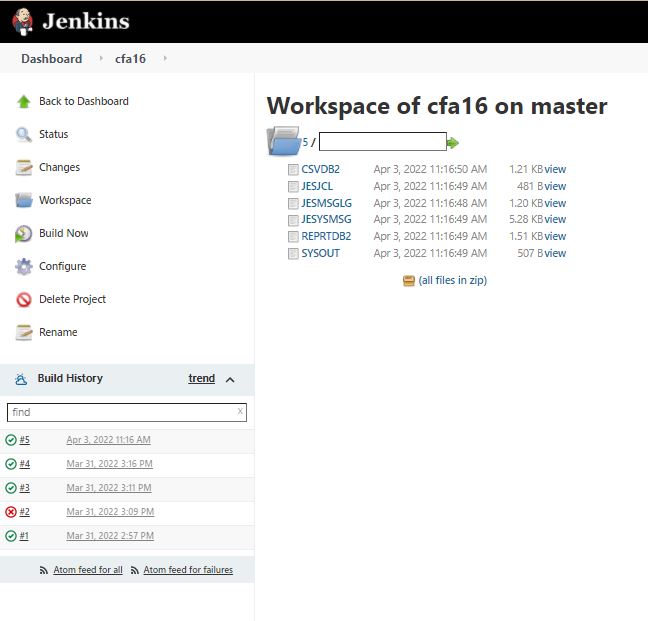 Jenkins
Dashboard cfa16
Back to Dashboard
Status
Changes
Workspace
Build Now
Configure
Delete Project
Rename
Build History trend
find x
#5 Apr 3, 2022 11:16 AM
#4 Mar 31, 2022 3:16 PM
#3 Mar 31, 2022 3:11 PM
#2 Mar 31, 2022 3:09 PM
#1 Mar 31, 2022 2:57 PM
Atom feed for all Atom feed for failures
Workspace of cfa16 on master
5 /
CSVDB2 Apr 3, 2022 11:16:50 AM 1.21 KB view
JESJCL Apr 3, 2022 11:16:49 AM 481 B view
JESMSGLG Apr 3, 2022 11:16:48 AM 1.20 KB view
JESYSMSG Apr 3, 2022 11:16:49 AM 5.28 KB view
REPRTDB2 Apr 3, 2022 11:16:49 AM 1.51 KB view
SYSOUT Apr 3, 2022 11:16:49 AM 507 B view
(all files in zip)